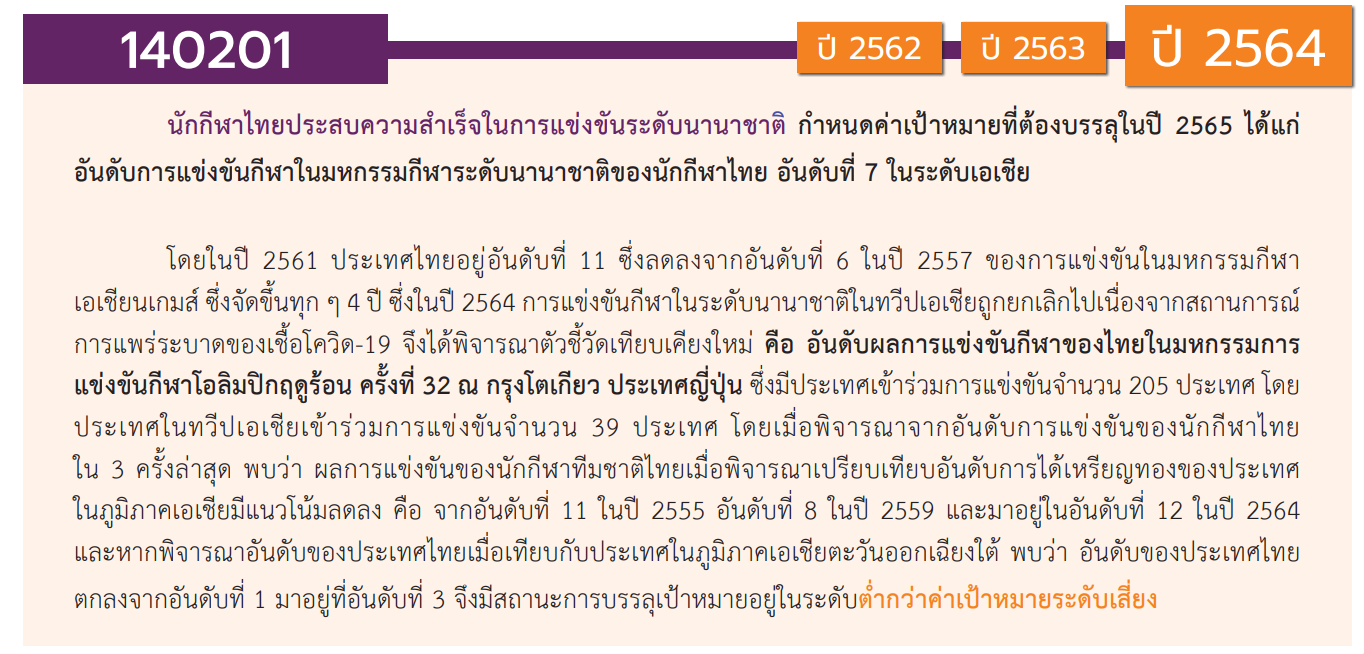 140201
ปี 2562
ปี 2563
ปี 2564
นักกีฬาไทยประสบความสำเร็จในการแข่งขันระดับนานาชาติ กำหนดค่าเป้าหมายที่ต้องบรรลุในปี 2565 ได้แก่
อันดับการแข่งขันกีฬาในมหกรรมกีฬาระดับนานาชาติของนักกีฬาไทย อันดับที่ 7 ในระดับเอเชีย
โดยในปี 2561 ประเทศไทยอยู่อันดับที่ 11 ซึ่งลดลงจากอันดับที่ 6 ในปี 2557 ของการแข่งขันในมหกรรมกีฬา
เอเชียนเกมส์ ซึ่งจัดขึ้นทุก ๆ 4 ปี ซึ่งในปี 2564 การแข่งขันกีฬาในระดับนานาชาติในทวีปเอเชียถูกยกเลิกไปเนื่องจากสถานการณ์
การแพร่ระบาดของเชื้อโควิด-19 จึงได้พิจารณาตัวชี้วัดเทียบเคียงใหม่ คือ อันดับผลการแข่งขันกีฬาของไทยในมหกรรมการ
แข่งขันกีฬาโอลิมปิกฤดูร้อน ครั้งที่ 32 ณ กรุงโตเกียว ประเทศญี่ปุ่น ซึ่งมีประเทศเข้าร่วมการแข่งขันจำนวน 205 ประเทศ โดย
ประเทศในทวีปเอเชียเข้าร่วมการแข่งขันจำนวน 39 ประเทศ โดยเมื่อพิจารณาจากอันดับการแข่งขันของนักกีฬาไทย
ใน 3 ครั้งล่าสุด พบว่า ผลการแข่งขันของนักกีฬาทีมชาติไทยเมื่อพิจารณาเปรียบเทียบอันดับการได้เหรียญทองของประเทศ
ในภูมิภาคเอเชียมีแนวโน้มลดลง คือ จากอันดับที่ 11 ในปี 2555 อันดับที่ 8 ในปี 2559 และมาอยู่ในอันดับที่ 12 ในปี 2564
และหากพิจารณาอันดับของประเทศไทยเมื่อเทียบกับประเทศในภูมิภาคเอเชียตะวันออกเฉียงใต้ พบว่า อันดับของประเทศไทย
ตกลงจากอันดับที่ 1 มาอยู่ที่อันดับที่ 3 จึงมีสถานะการบรรลุเป้าหมายอยู่ในระดับต่ำกว่าค่าเป้าหมายระดับเสี่ยง